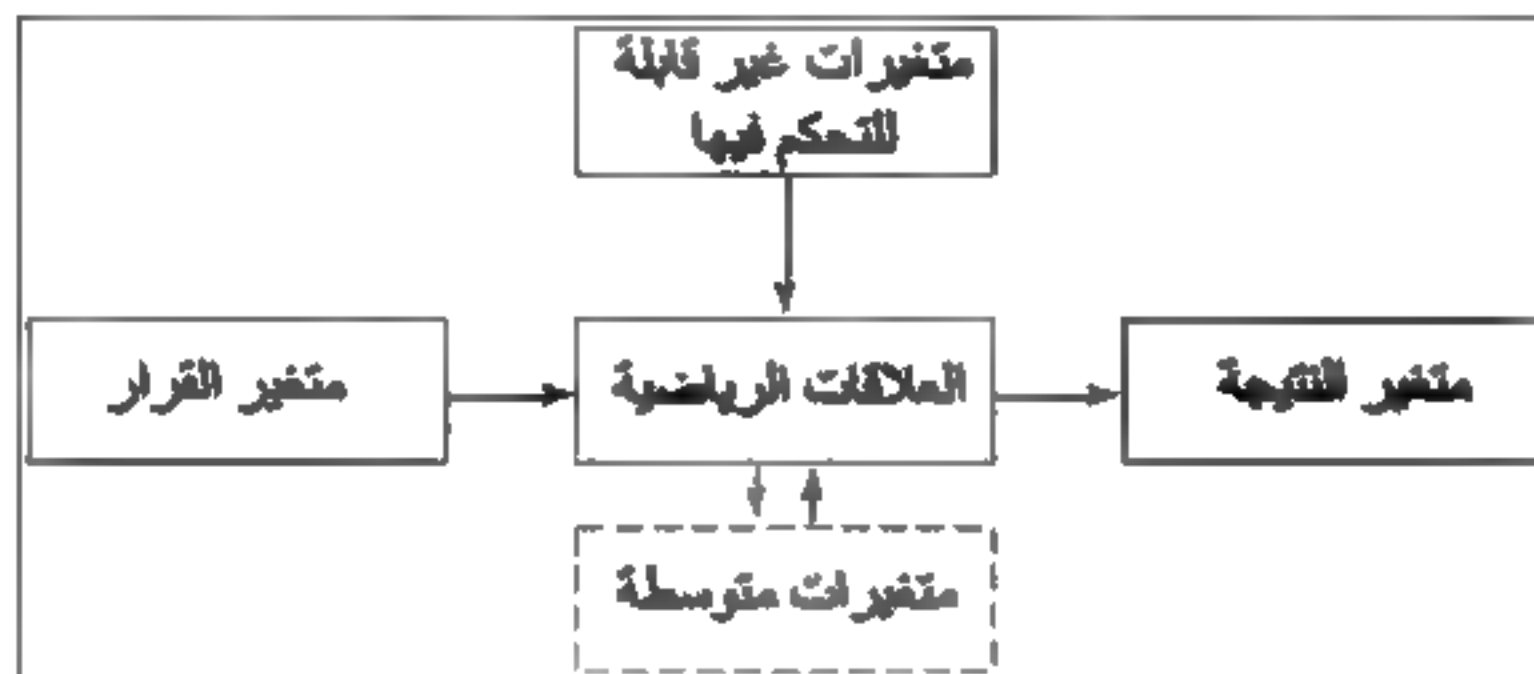 متغيرات غير قابلة
للتحكم فيها
متغير القرار
العلاقات الرياضية
متغير النتيجة
متغيرات متوسطة